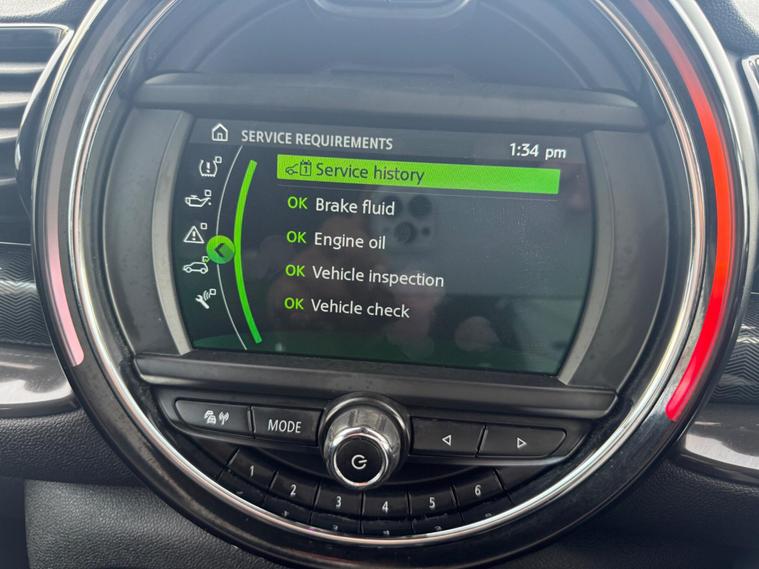 SERVICE REQUIREMENTS 1:34 pm
1 Service history
OK Brake fluid
OK Engine oil
OK Vehicle inspection
OK Vehicle check
MODE
1 2 3 4 5 6